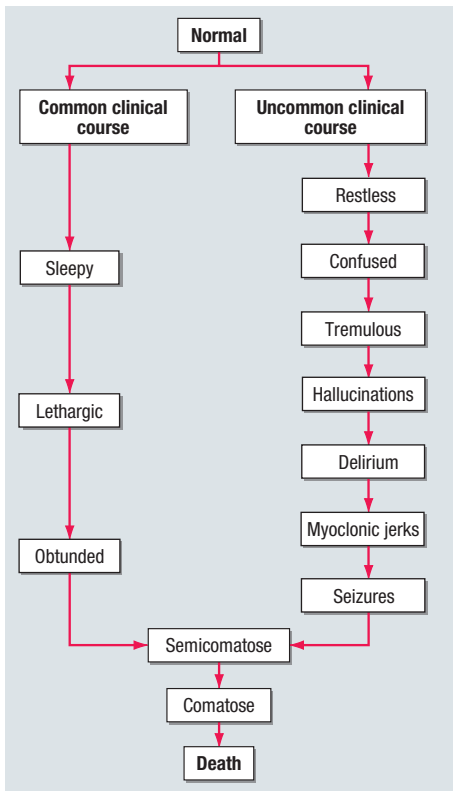 Normal
Common clinical
course
Uncommon clinical
course
Restless
Sleepy
Confused
Tremulous
Lethargic
Hallucinations
Delirium
Obtunded
Myoclonic jerks
Seizures
Semicomatose
Comatose
Death